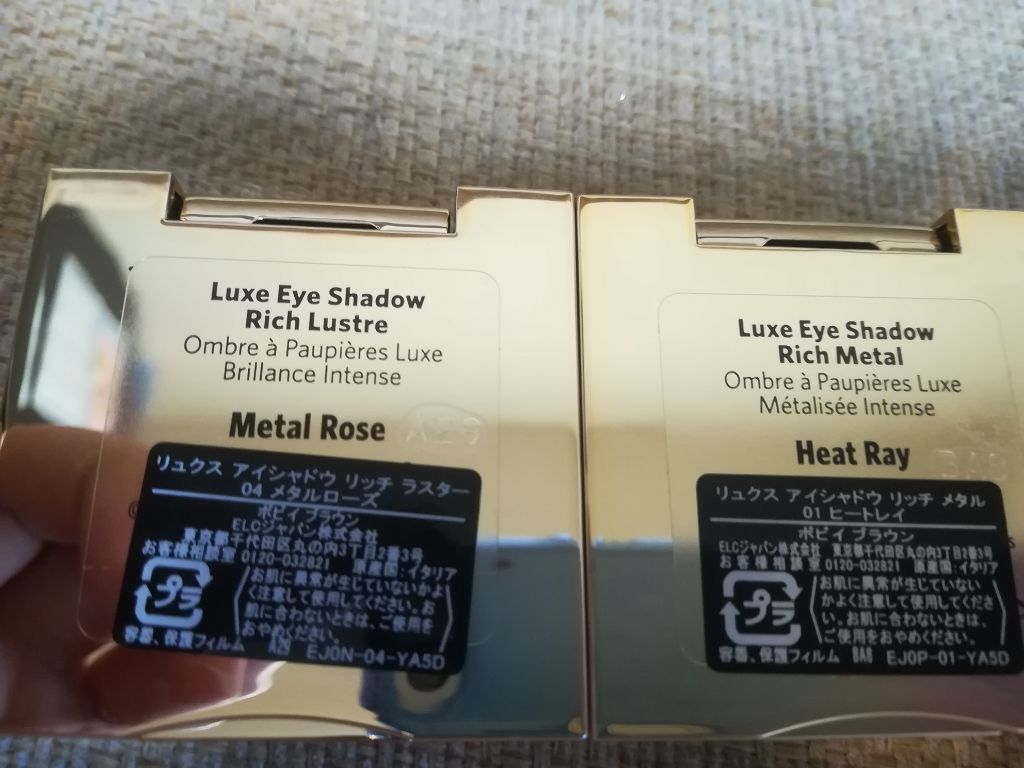 Luxe Eye Shadow
Rich Lustre
Ombre à Paupières Luxe
Brillance Intense
Metal Rose
A29
リュクス アイシャドウ リッチ ラスター
04 メタルローズ
ボビイ ブラウン
ELCジャパン株式会社
東京都千代田区丸の内3丁目2番3号
お客様相談室 0120-032821 原産国:イタリア
プラ
お肌に異常が生じていないかよ
く注意して使用してください。お
肌に合わないときは、ご使用を
おやめください。
容器、保護フィルム A29 EJ0N-04-YA5D
Luxe Eye Shadow
Rich Metal
Ombre à Paupières Luxe
Métalisée Intense
Heat Ray
BA8
リュクス アイシャドウ リッチ メタル
01 ヒートレイ
ボビイ ブラウン
ELCジャパン株式会社 東京都千代田区丸の内3丁目2番3号
お客様相談室 0120-032821 原産国:イタリア
プラ
お肌に異常が生じていない
かよく注意して使用してくださ
い。お肌に合わないときは、
ご使用をおやめください。
容器、保護フィルム BA8 EJ0P-01-YA5D